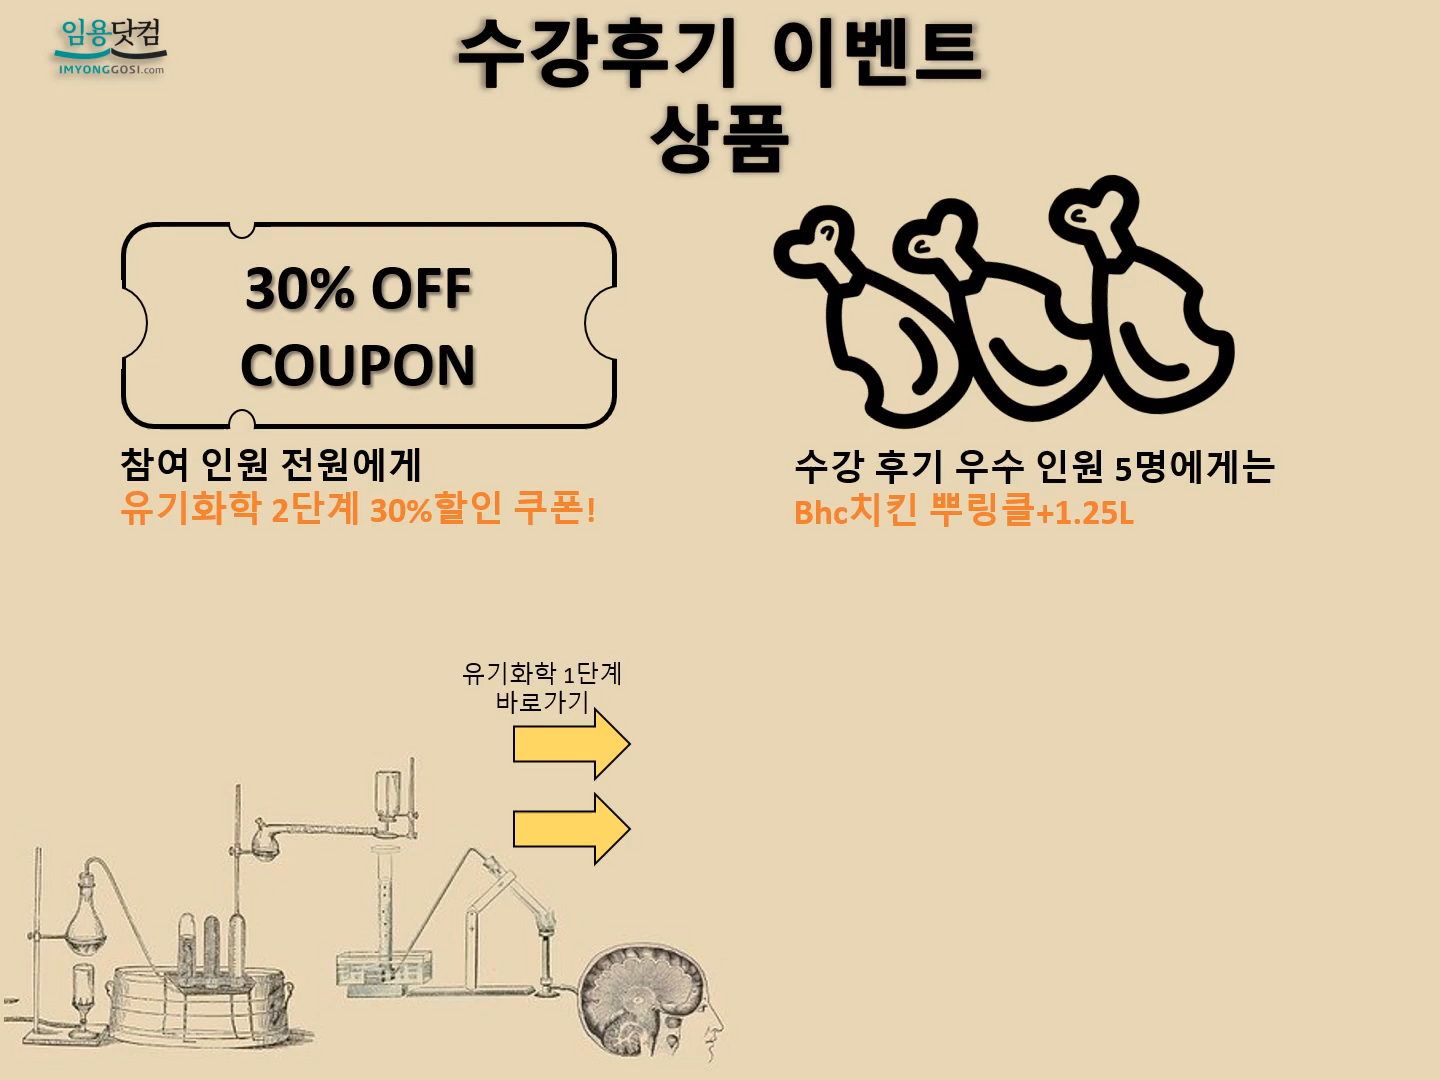 임용닷컴
IMYONGGOSI.com
수강후기 이벤트
상품
30% OFF
COUPON
참여 인원 전원에게
유기화학 2단계 30%할인 쿠폰!
수강 후기 우수 인원 5명에게는
Bhc치킨 뿌링클+1.25L
유기화학 1단계
바로가기